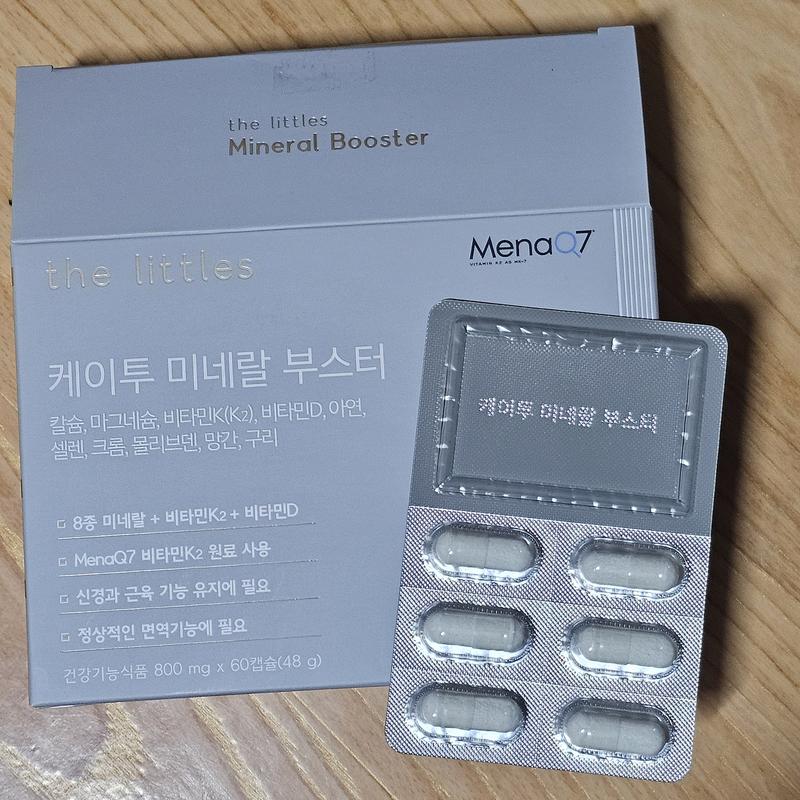 the littles
Mineral Booster
MenaQ7
VITAMIN K2 AS MK-7
the littles
케이투 미네랄 부스터
칼슘, 마그네슘, 비타민K(K2), 비타민D, 아연,
셀렌, 크롬, 몰리브덴, 망간, 구리
8종 미네랄 + 비타민K2 + 비타민D
MenaQ7 비타민K2 원료 사용
신경과 근육 기능 유지에 필요
정상적인 면역기능에 필요
건강기능식품 800 mg x 60캡슐(48 g)
케이투 미네랄 부스터